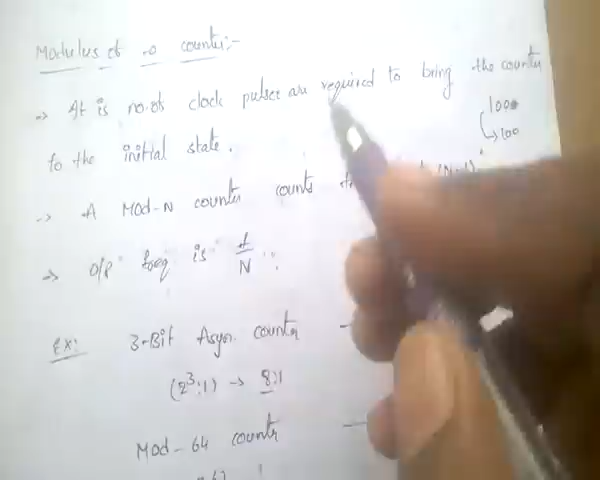 Modulus of a counter:-
→ It is no.of clock pulses are required to bring the counter
to the initial state.
1000
↳ 100
→ A Mod-N counter counts (N-1)
→ O/P freq is f/N
Ex: 3-Bit Asyn. counter
(2³:1) → 8:1
Mod-64 counter